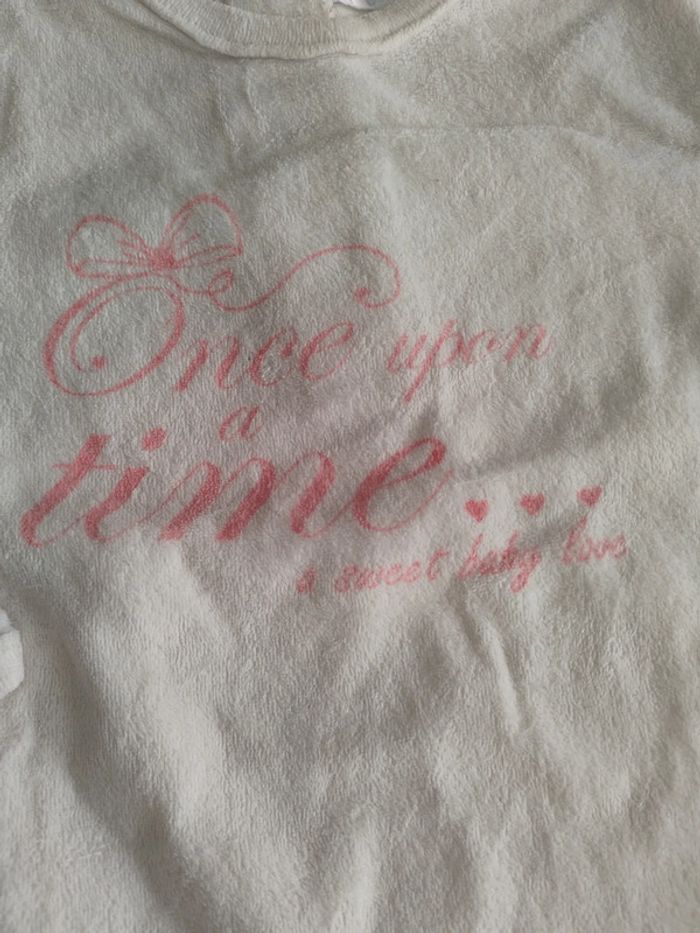 Once upon
a
time...
a sweet baby love